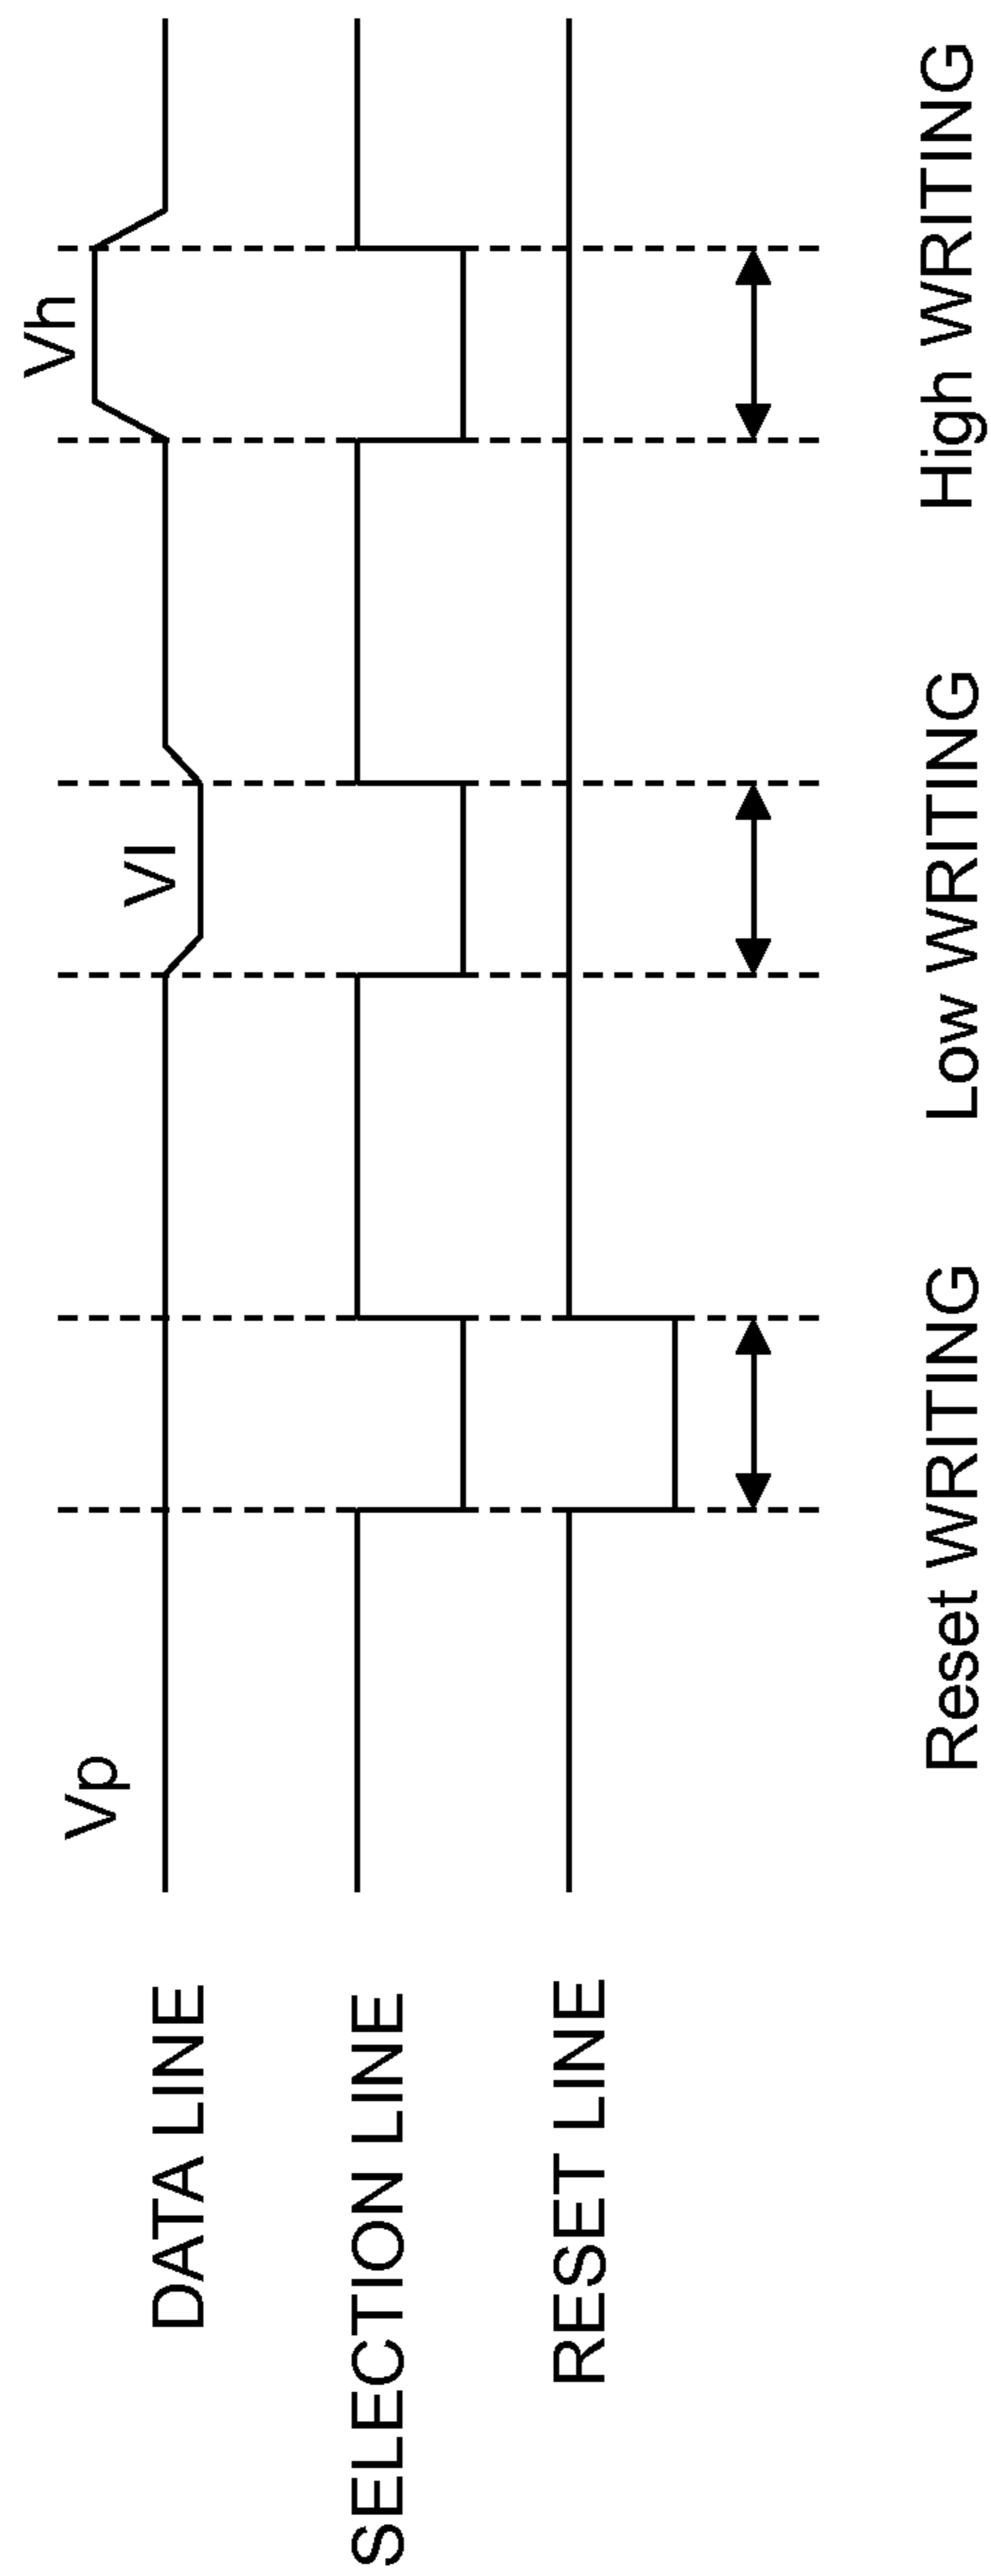 Vp
Vl
Vh
DATA LINE
SELECTION LINE
RESET LINE
Reset WRITING
Low WRITING
High WRITING